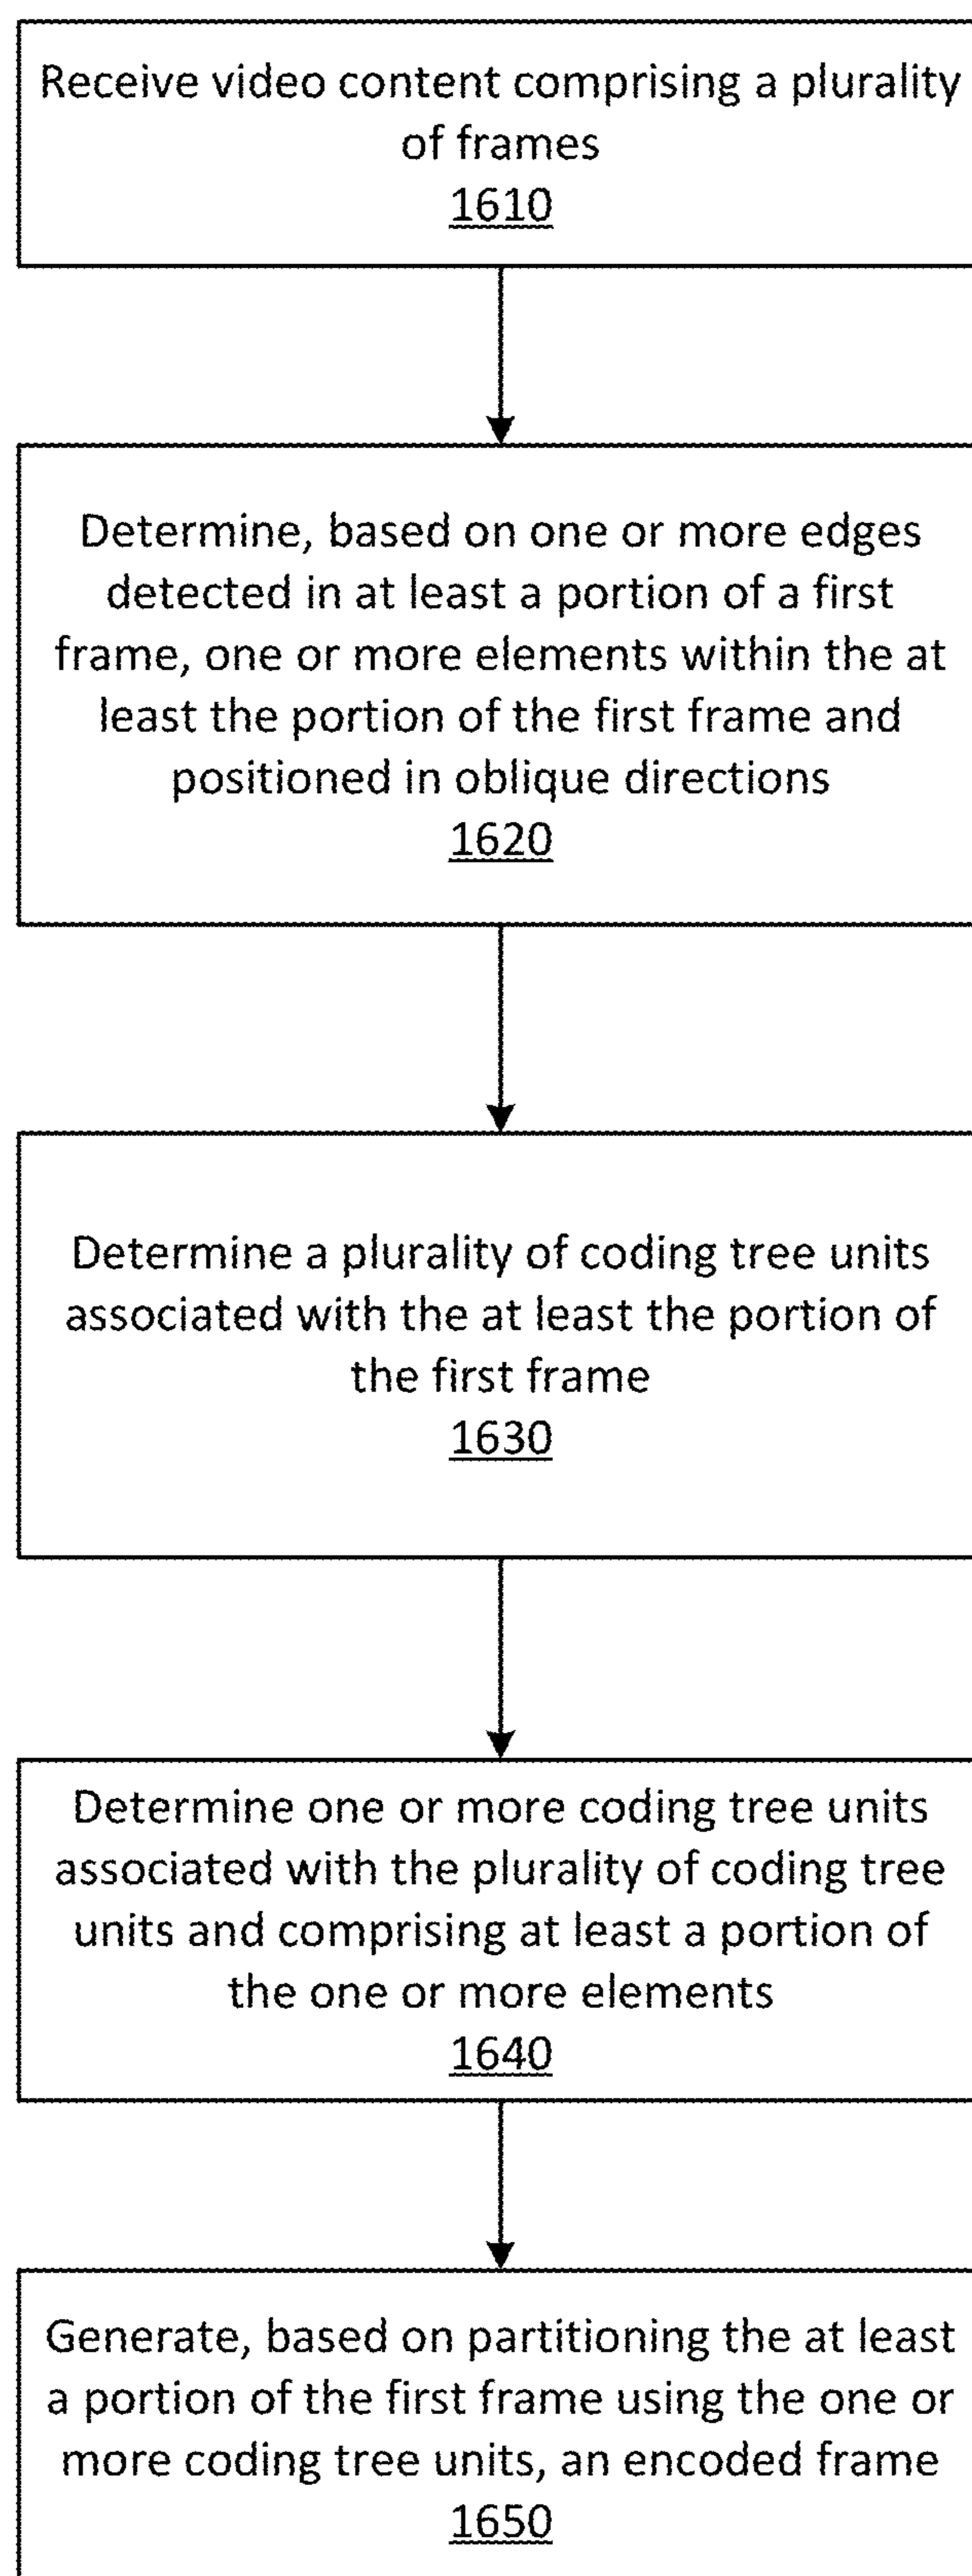 Receive video content comprising a plurality
of frames
1610
Determine, based on one or more edges
detected in at least a portion of a first
frame, one or more elements within the at
least the portion of the first frame and
positioned in oblique directions
1620
Determine a plurality of coding tree units
associated with the at least the portion of
the first frame
1630
Determine one or more coding tree units
associated with the plurality of coding tree
units and comprising at least a portion of
the one or more elements
1640
Generate, based on partitioning the at least
a portion of the first frame using the one or
more coding tree units, an encoded frame
1650